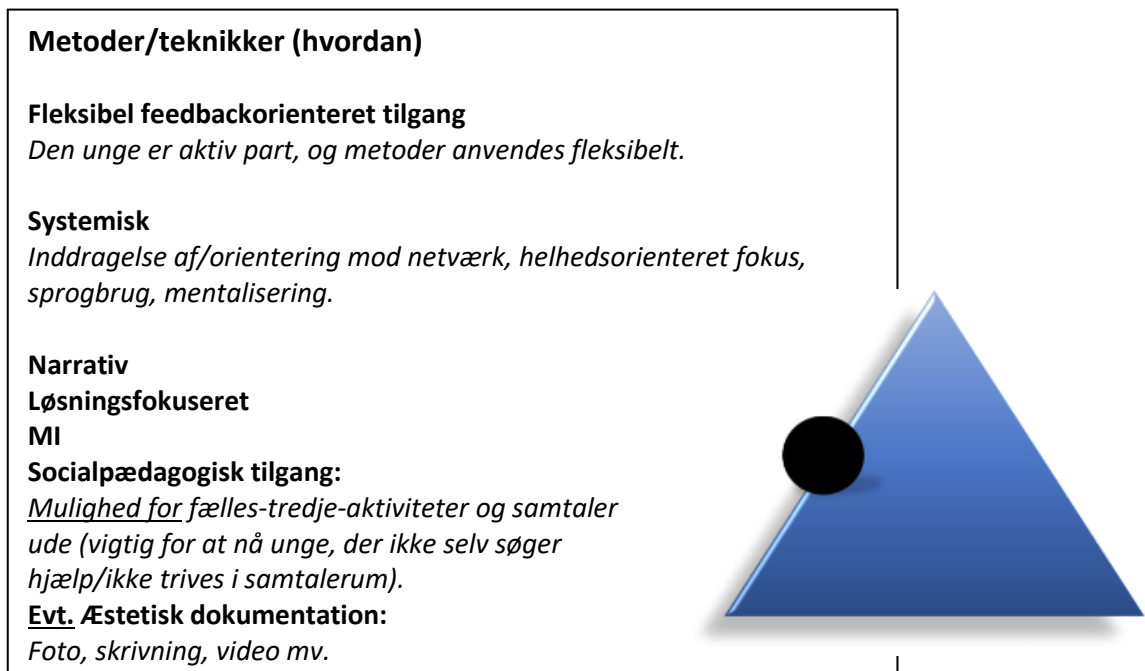 Metoder/teknikker (hvordan)
Fleksibel feedbackorienteret tilgang
Den unge er aktiv part, og metoder anvendes fleksibelt.
Systemisk
Inddragelse af/orientering mod netværk, helhedsorienteret fokus,
sprogbrug, mentalisering.
Narrativ
Løsningsfokuseret
MI
Socialpædagogisk tilgang:
Mulighed for fælles-tredje-aktiviteter og samtaler
ude (vigtig for at nå unge, der ikke selv søger
hjælp/ikke trives i samtalerum).
Evt. Æstetisk dokumentation:
Foto, skrivning, video mv.